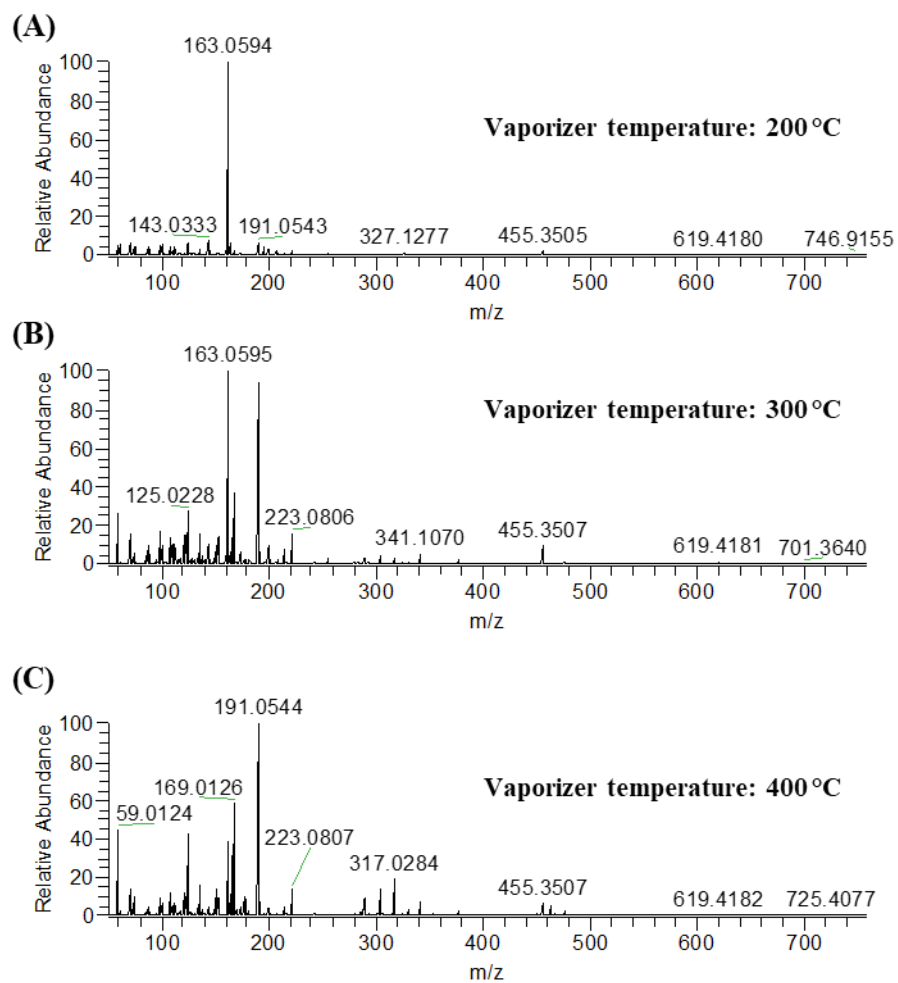 (A)
163.0594
100
80
60
40
20
0
Relative Abundance
Vaporizer temperature: 200 °C
143.0333
191.0543
327.1277
455.3505
619.4180
746.9155
100 200 300 400 500 600 700
m/z
(B)
163.0595
100
80
60
40
20
0
Relative Abundance
Vaporizer temperature: 300 °C
125.0228
223.0806
341.1070
455.3507
619.4181
701.3640
100 200 300 400 500 600 700
m/z
(C)
191.0544
100
80
60
40
20
0
Relative Abundance
Vaporizer temperature: 400 °C
169.0126
59.0124
223.0807
317.0284
455.3507
619.4182
725.4077
100 200 300 400 500 600 700
m/z